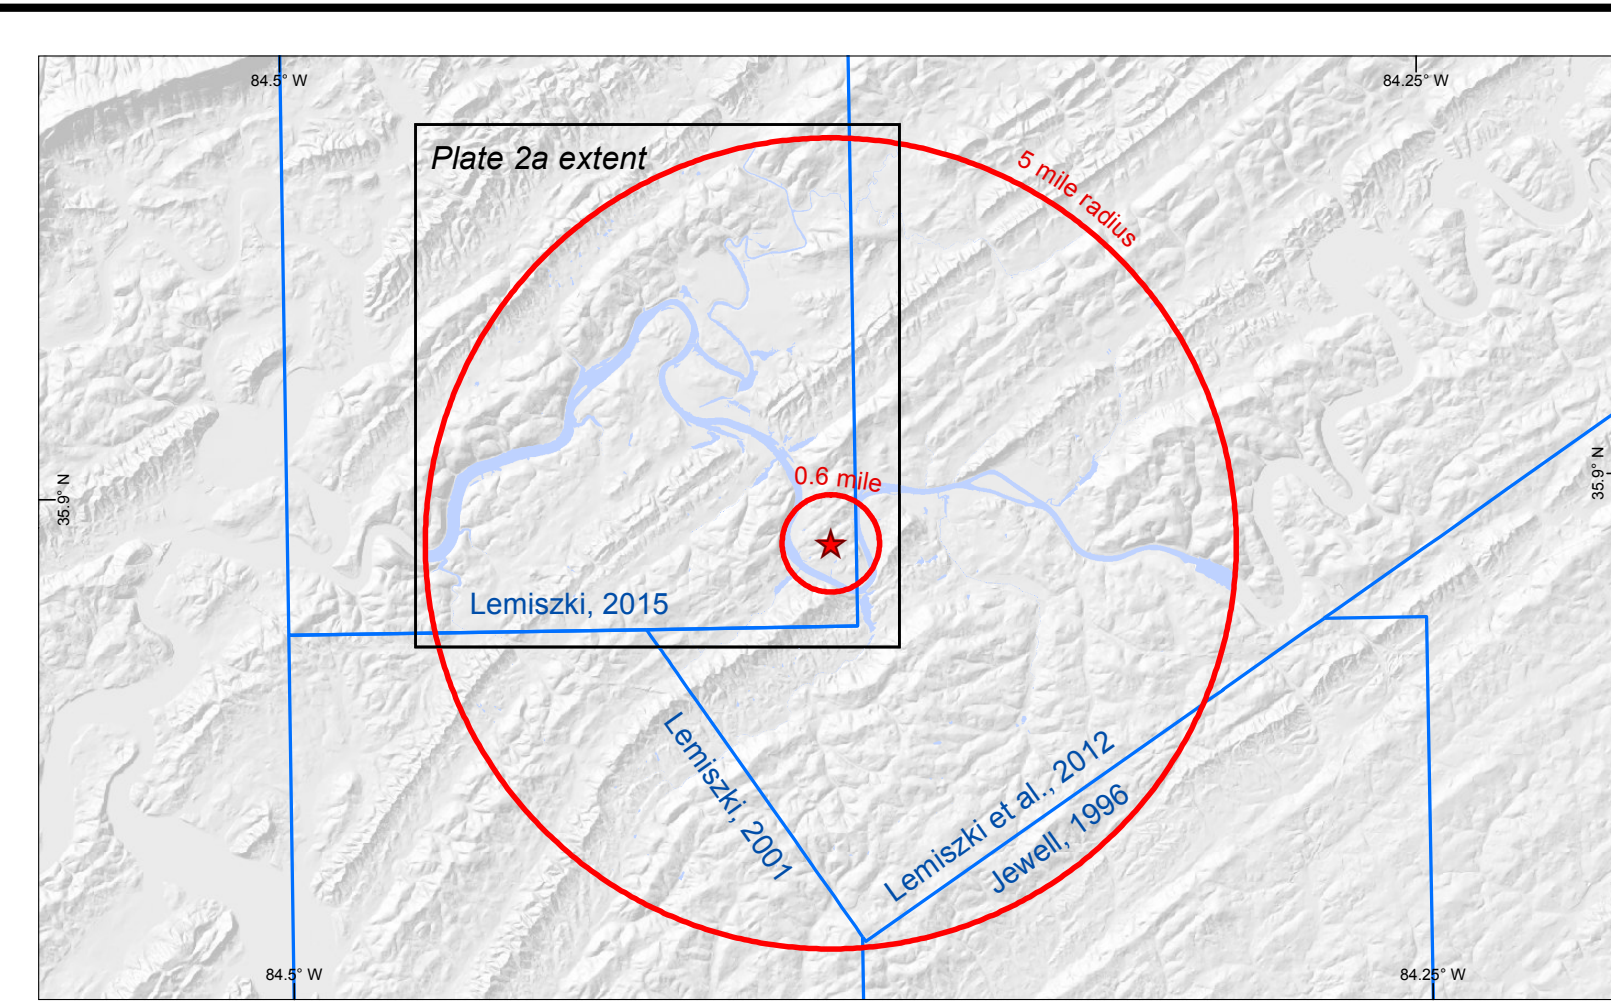 84.5° W
84.25° W
Plate 2a extent
5 mile radius
0.6 mile
35.9° N
35.9° N
Lemiszki, 2015
Lemiszki, 2001
Lemiszki et al., 2012
Jewell, 1996
84.5° W
84.25° W